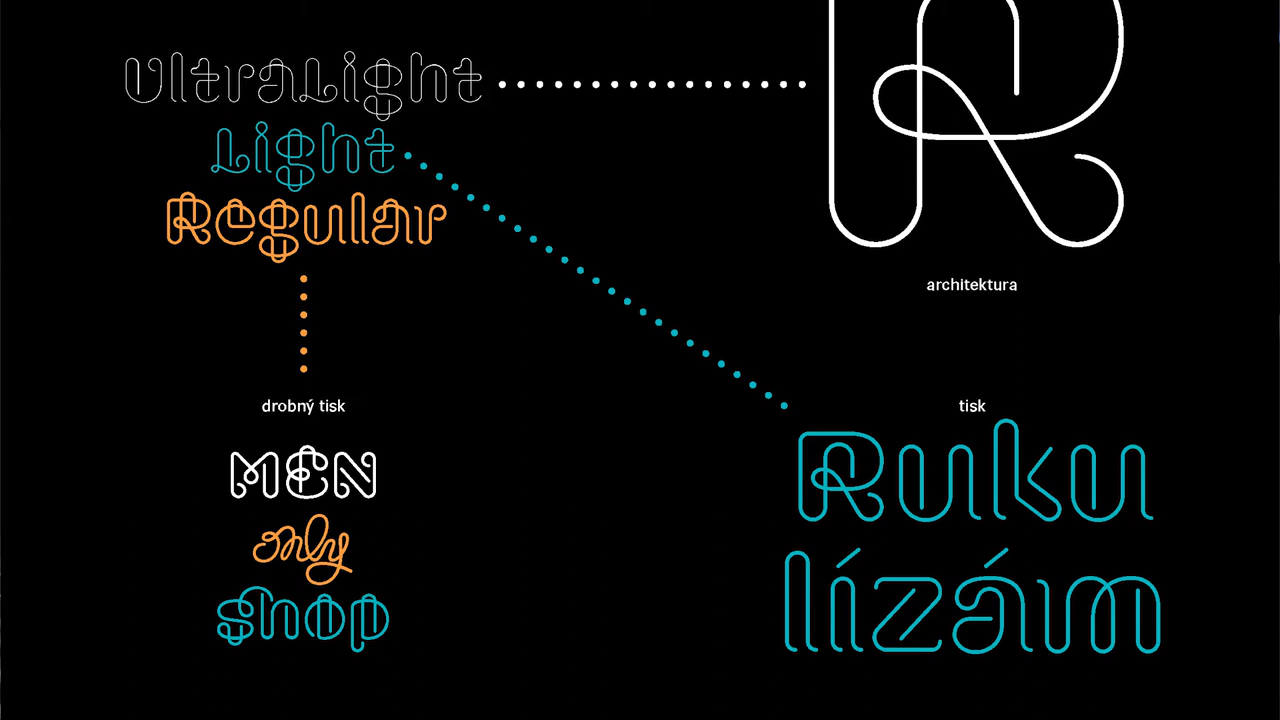 UltraLight
Light
Regular
drobný tisk
MEN
only
shop
R
architektura
tisk
Ruku
lízám